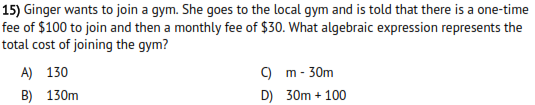 15) Ginger wants to join a gym. She goes to the local gym and is told that there is a one-time
fee of $100 to join and then a monthly fee of $30. What algebraic expression represents the
total cost of joining the gym?
A) 130
C) m - 30m
B) 130m
D) 30m + 100